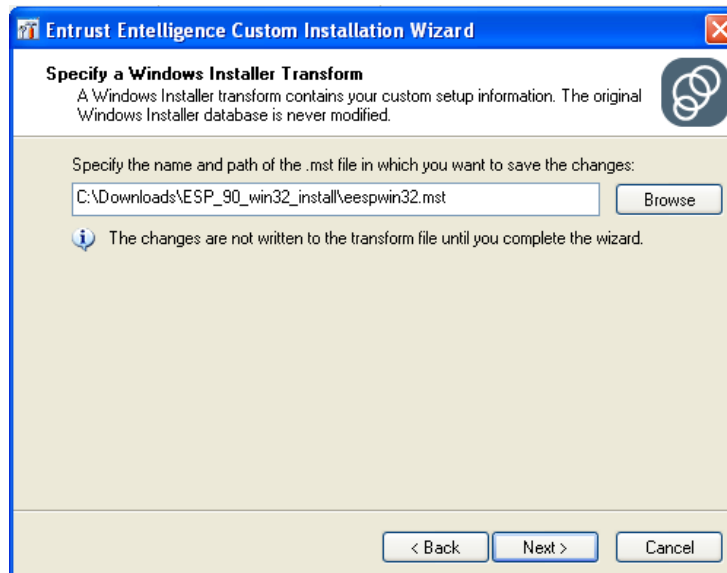 Entrust Entelligence Custom Installation Wizard
Specify a Windows Installer Transform
A Windows Installer transform contains your custom setup information. The original
Windows Installer database is never modified.
Specify the name and path of the .mst file in which you want to save the changes:
C:\Downloads\ESP_90_win32_install\eespwin32.mst
Browse
The changes are not written to the transform file until you complete the wizard.
< Back
Next >
Cancel